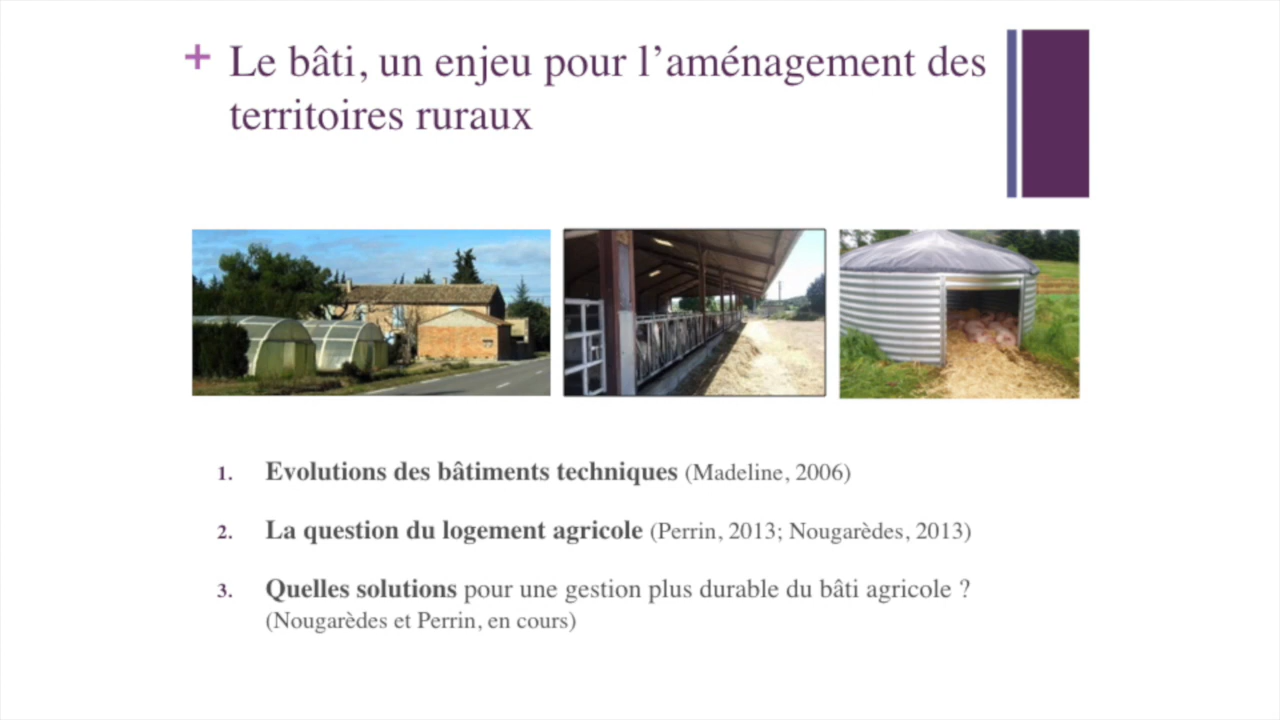 + Le bâti, un enjeu pour l’aménagement des
territoires ruraux
1. Evolutions des bâtiments techniques (Madeline, 2006)
2. La question du logement agricole (Perrin, 2013; Nougarèdes, 2013)
3. Quelles solutions pour une gestion plus durable du bâti agricole ?
(Nougarèdes et Perrin, en cours)